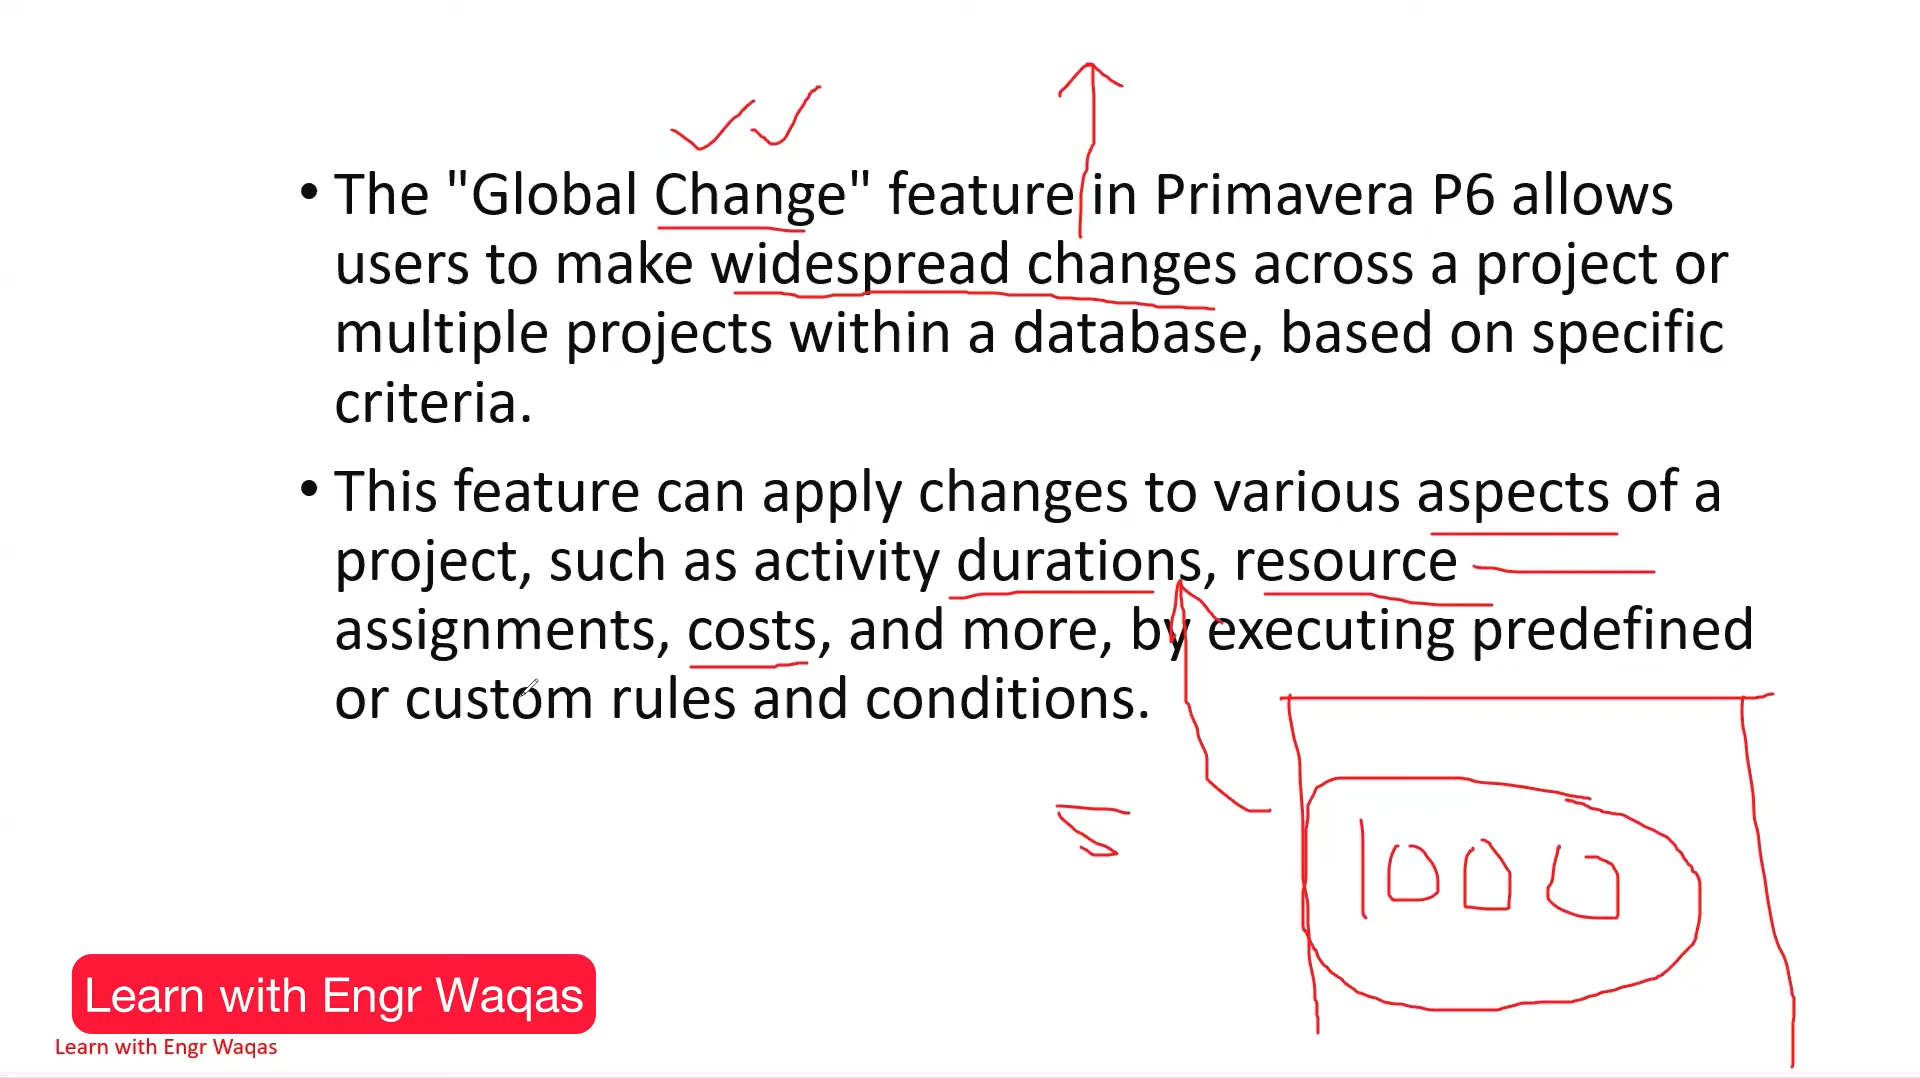 • The "Global Change" feature in Primavera P6 allows
users to make widespread changes across a project or
multiple projects within a database, based on specific
criteria.
• This feature can apply changes to various aspects of a
project, such as activity durations, resource
assignments, costs, and more, by executing predefined
or custom rules and conditions.
1000
Learn with Engr Waqas
Learn with Engr Waqas